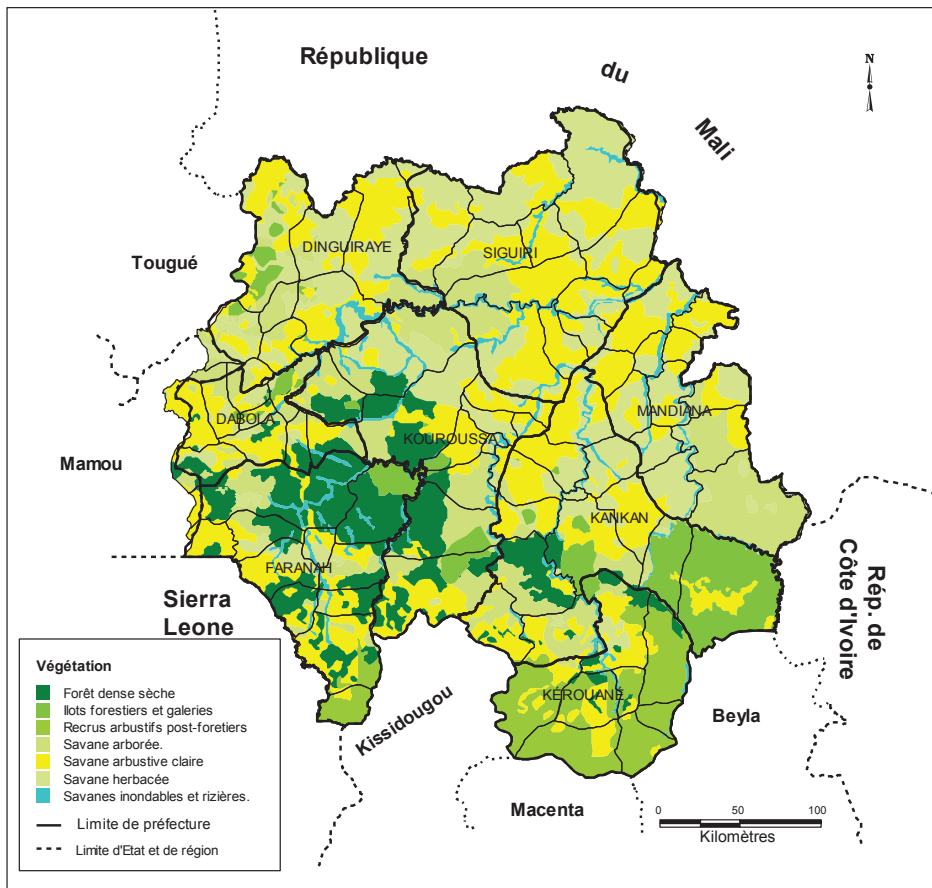 République
du
Mali
N
DINGUIRAYE
SIGUIRI
Tougué
DABOLA
MANDIANA
KOUROUSSA
Mamou
KANKAN
FARANAH
Rép. de
Côte d'Ivoire
Sierra
Leone
KÉROUANÉ
Beyla
Kissidougou
Macenta
0 50 100
Kilomètres
Végétation
Forêt dense sèche
Ilots forestiers et galeries
Recrus arbustifs post-foretiers
Savane arborée.
Savane arbustive claire
Savane herbacée
Savanes inondables et rizières.
Limite de préfecture
Limite d'Etat et de région